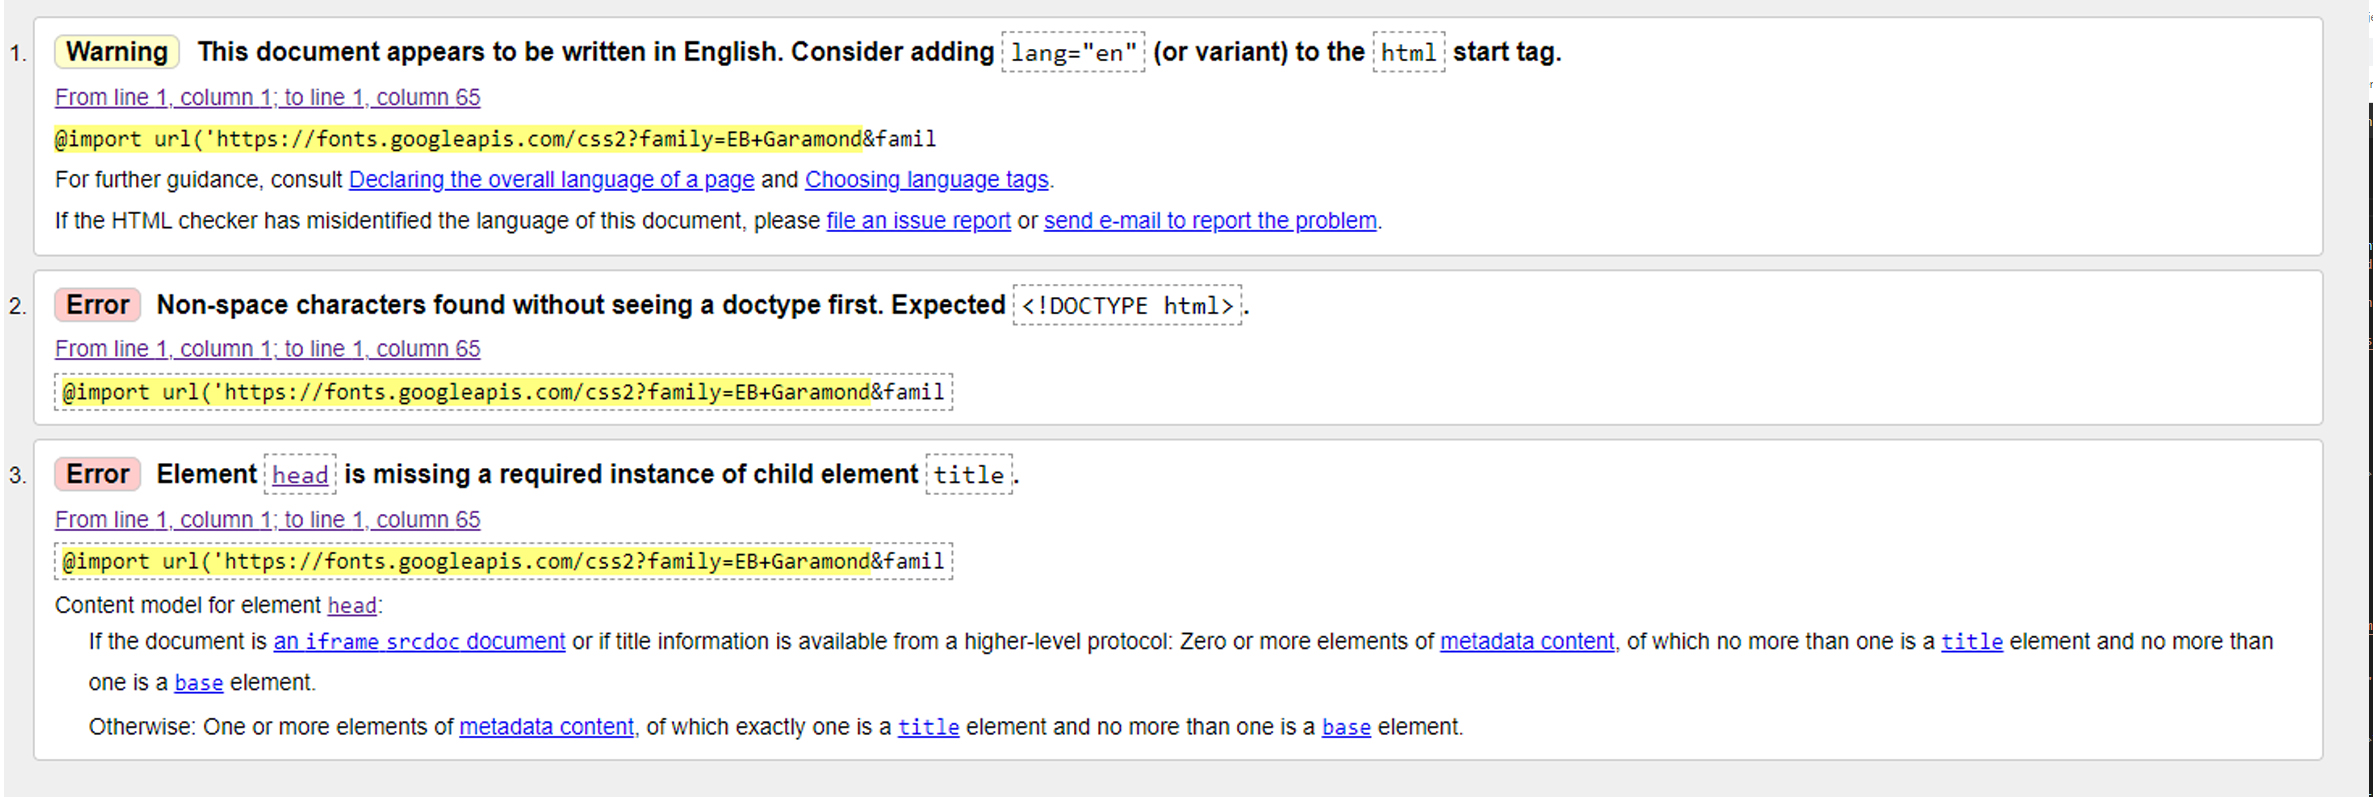 1. Warning This document appears to be written in English. Consider adding lang="en" (or variant) to the html start tag.
From line 1, column 1; to line 1, column 65
@import url('https://fonts.googleapis.com/css2?family=EB+Garamond&famil
For further guidance, consult Declaring the overall language of a page and Choosing language tags.
If the HTML checker has misidentified the language of this document, please file an issue report or send e-mail to report the problem.
2. Error Non-space characters found without seeing a doctype first. Expected <!DOCTYPE html>.
From line 1, column 1; to line 1, column 65
@import url('https://fonts.googleapis.com/css2?family=EB+Garamond&famil
3. Error Element head is missing a required instance of child element title.
From line 1, column 1; to line 1, column 65
@import url('https://fonts.googleapis.com/css2?family=EB+Garamond&famil
Content model for element head:
If the document is an iframe srcdoc document or if title information is available from a higher-level protocol: Zero or more elements of metadata content, of which no more than one is a title element and no more than
one is a base element.
Otherwise: One or more elements of metadata content, of which exactly one is a title element and no more than one is a base element.